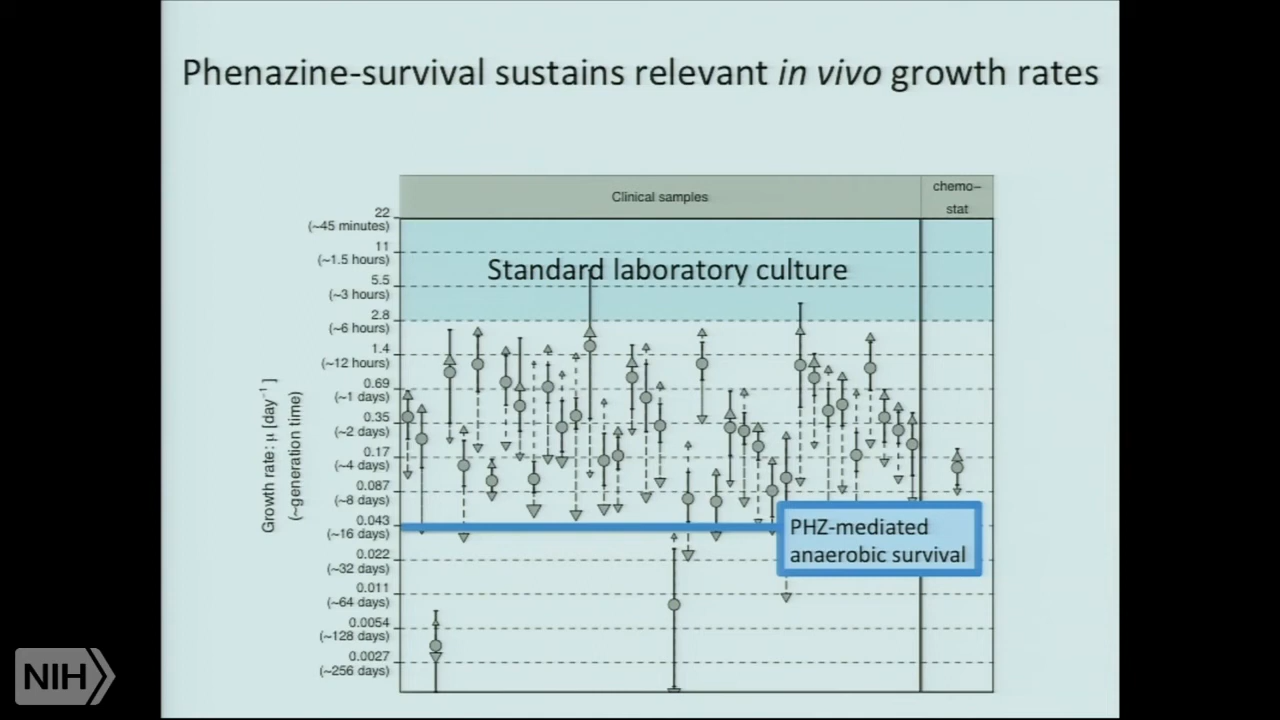 Phenazine-survival sustains relevant in vivo growth rates
Clinical samples
chemo–
stat
22
(~45 minutes)
11
(~1.5 hours)
5.5
(~3 hours)
2.8
(~6 hours)
1.4
(~12 hours)
0.69
(~1 days)
0.35
(~2 days)
0.17
(~4 days)
0.087
(~8 days)
0.043
(~16 days)
0.022
(~32 days)
0.011
(~64 days)
0.0054
(~128 days)
0.0027
(~256 days)
Growth rate: µ [day⁻¹]
(~generation time)
Standard laboratory culture
PHZ-mediated
anaerobic survival
NIH